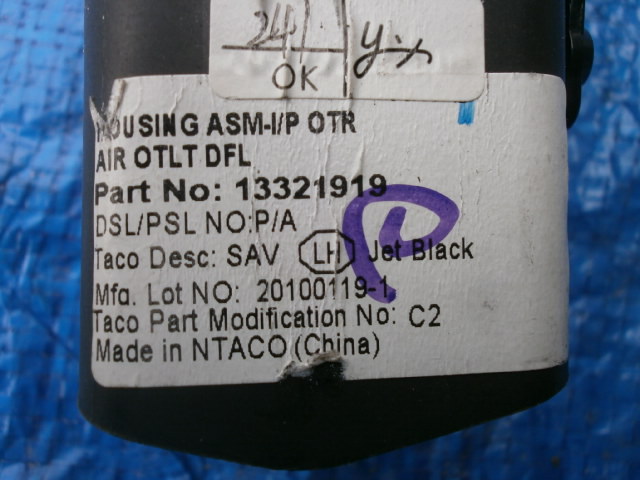 24
OK
HOUSING ASM-I/P OTR
AIR OTLT DFL
Part No: 13321919
DSL/PSL NO:P/A
Taco Desc: SAV LH Jet Black
Mfg. Lot NO: 20100119-1
Taco Part Modification No: C2
Made in NTACO (China)
P